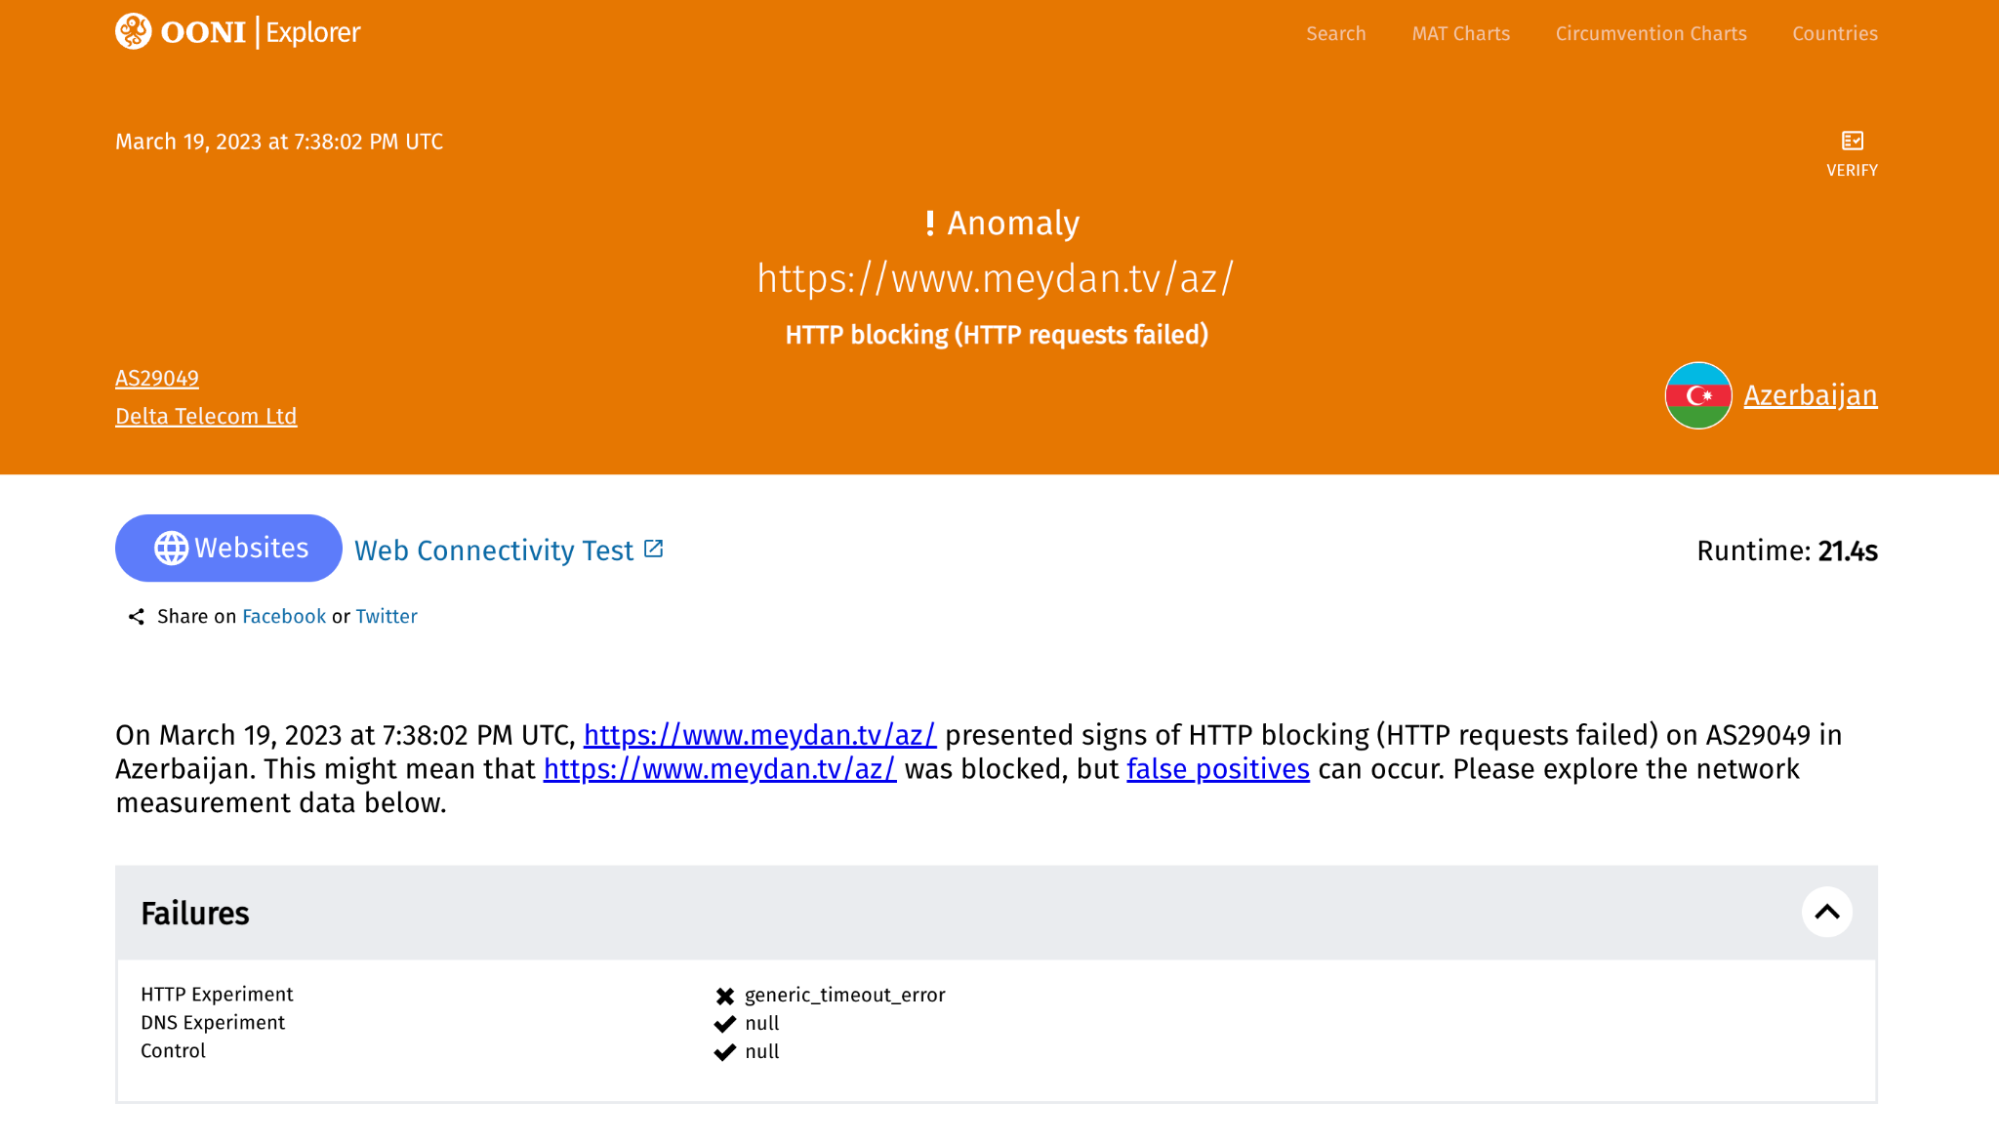 OONI Explorer
Search MAT Charts Circumvention Charts Countries
March 19, 2023 at 7:38:02 PM UTC
VERIFY
! Anomaly
https://www.meydan.tv/az/
HTTP blocking (HTTP requests failed)
AS29049
Delta Telecom Ltd
Azerbaijan
Websites Web Connectivity Test
Runtime: 21.4s
Share on Facebook or Twitter
On March 19, 2023 at 7:38:02 PM UTC, https://www.meydan.tv/az/ presented signs of HTTP blocking (HTTP requests failed) on AS29049 in
Azerbaijan. This might mean that https://www.meydan.tv/az/ was blocked, but false positives can occur. Please explore the network
measurement data below.
Failures
HTTP Experiment generic_timeout_error
DNS Experiment null
Control null